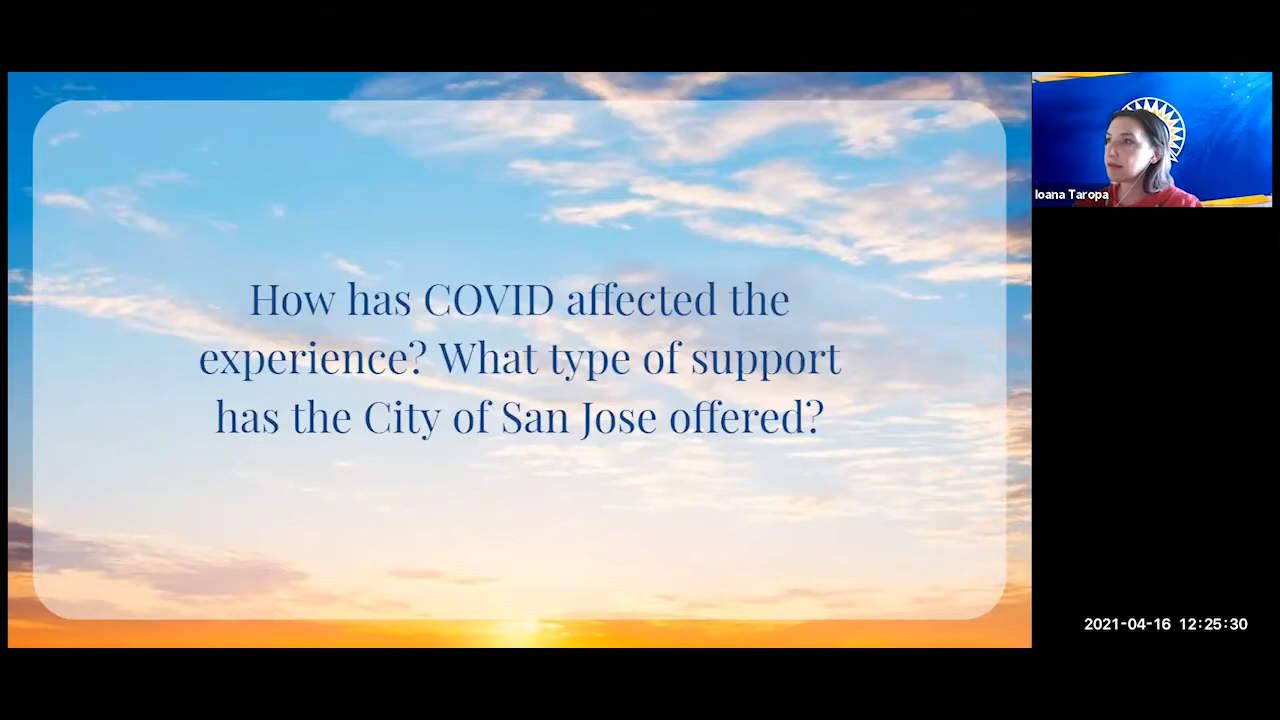 How has COVID affected the
experience? What type of support
has the City of San Jose offered?
Ioana Taropa
2021-04-16 12:25:30